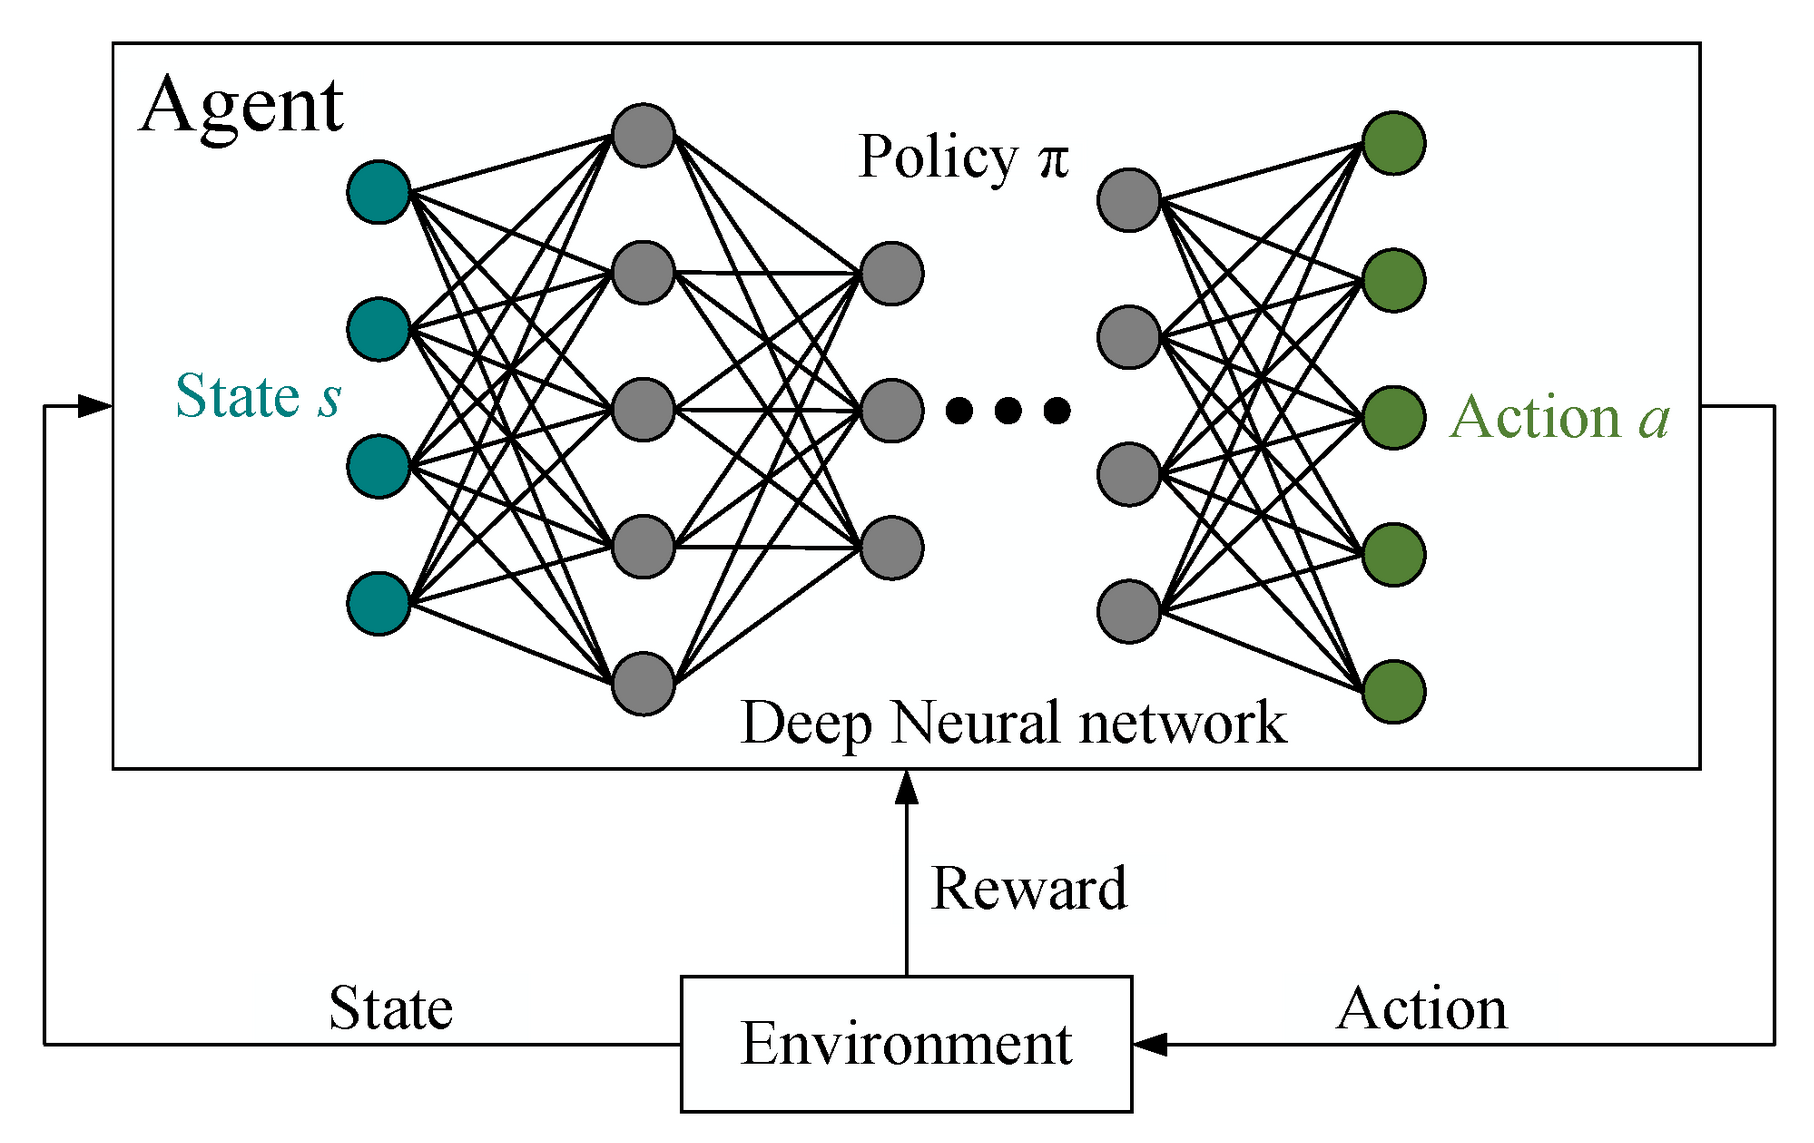 Agent
Policy π
State s
Action a
Deep Neural network
Reward
State
Environment
Action